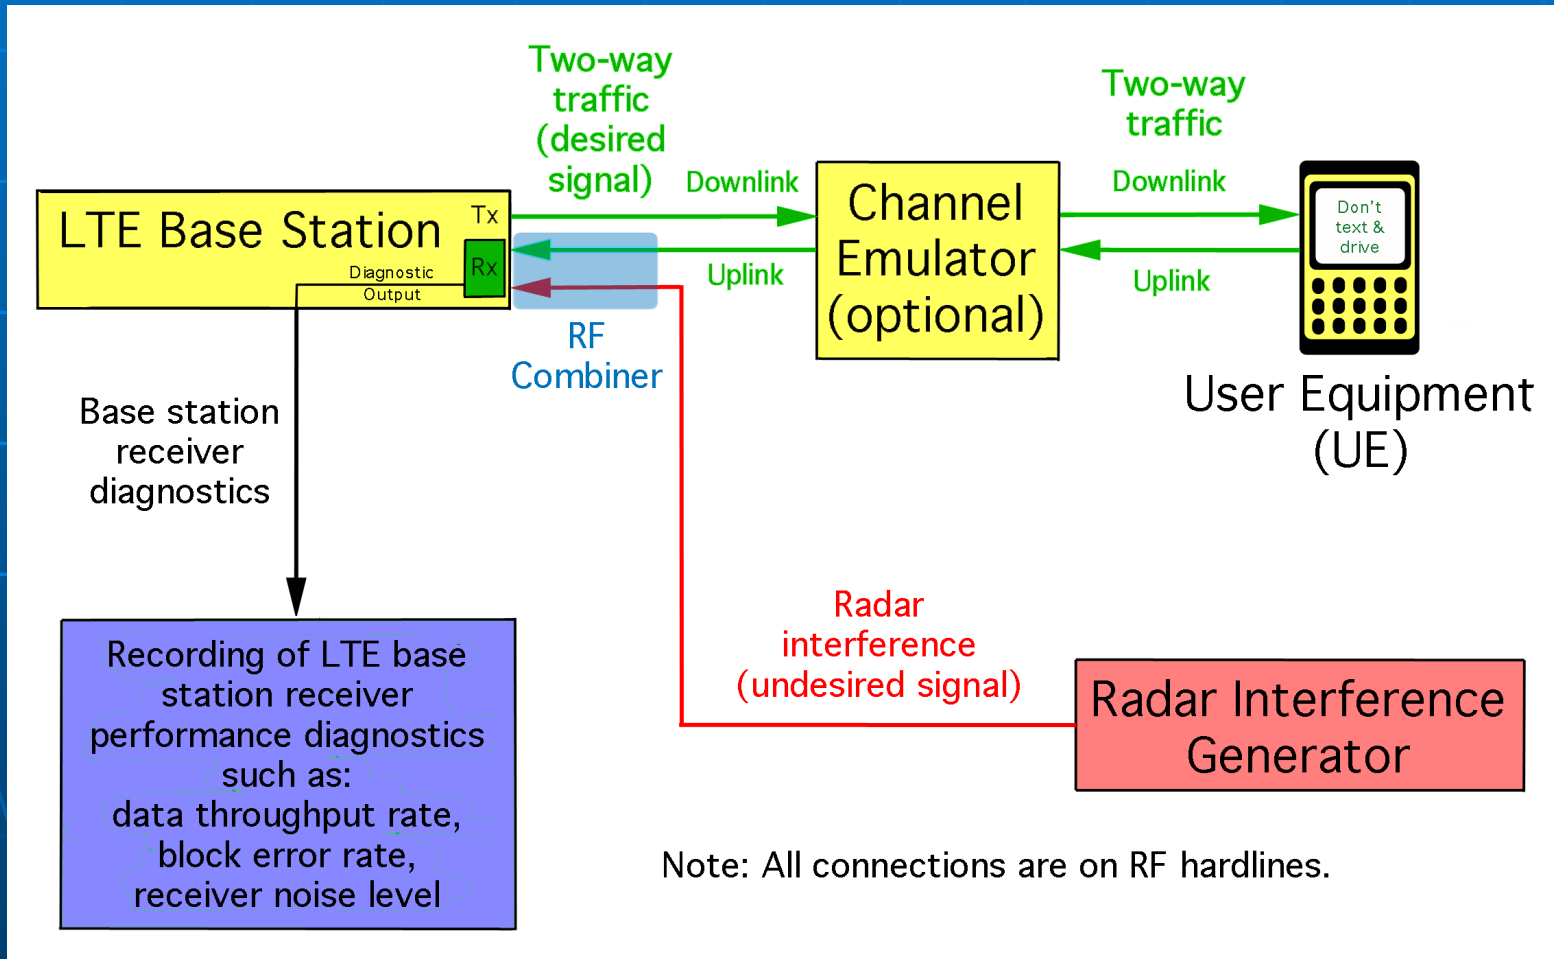 Two-way
traffic
(desired
signal)
Two-way
traffic
Downlink
Downlink
LTE Base Station
Tx
Rx
Diagnostic
Output
Uplink
Channel
Emulator
(optional)
Uplink
Don't
text &
drive
RF
Combiner
User Equipment
(UE)
Base station
receiver
diagnostics
Radar
interference
(undesired signal)
Radar Interference
Generator
Recording of LTE base
station receiver
performance diagnostics
such as:
data throughput rate,
block error rate,
receiver noise level
Note: All connections are on RF hardlines.